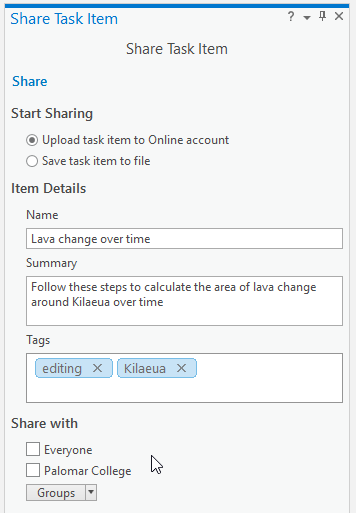 Share Task Item
Share Task Item
Share
Start Sharing
Upload task item to Online account
Save task item to file
Item Details
Name
Lava change over time
Summary
Follow these steps to calculate the area of lava change
around Kilaeua over time
Tags
editing Kilaeua
Share with
Everyone
Palomar College
Groups